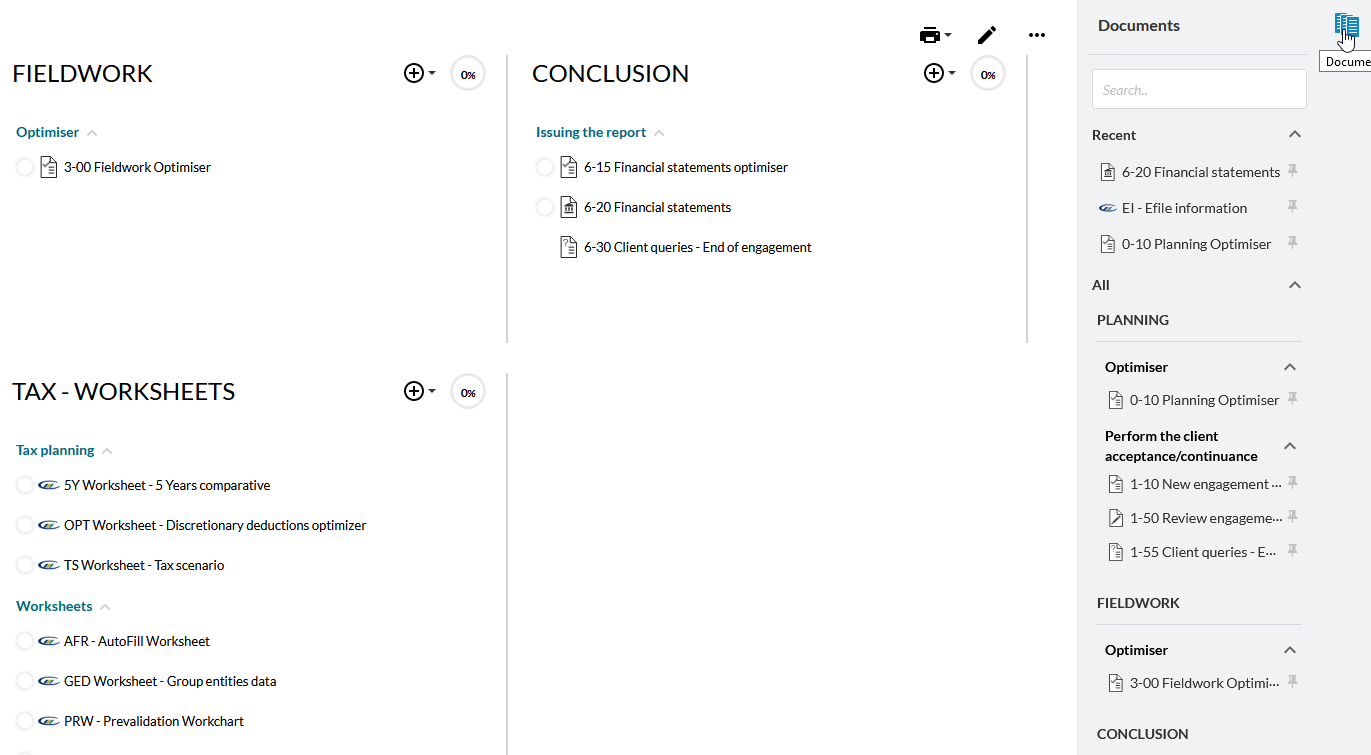 FIELDWORK
0%
Optimiser
3-00 Fieldwork Optimiser
CONCLUSION
0%
Issuing the report
6-15 Financial statements optimiser
6-20 Financial statements
6-30 Client queries - End of engagement
TAX - WORKSHEETS
0%
Tax planning
5Y Worksheet - 5 Years comparative
OPT Worksheet - Discretionary deductions optimizer
TS Worksheet - Tax scenario
Worksheets
AFR - AutoFill Worksheet
GED Worksheet - Group entities data
PRW - Prevalidation Workchart
Documents
Docume
Search..
Recent
6-20 Financial statements
EI - Efile information
0-10 Planning Optimiser
All
PLANNING
Optimiser
0-10 Planning Optimiser
Perform the client
acceptance/continuance
1-10 New engagement ...
1-50 Review engageme...
1-55 Client queries - E...
FIELDWORK
Optimiser
3-00 Fieldwork Optimi...
CONCLUSION